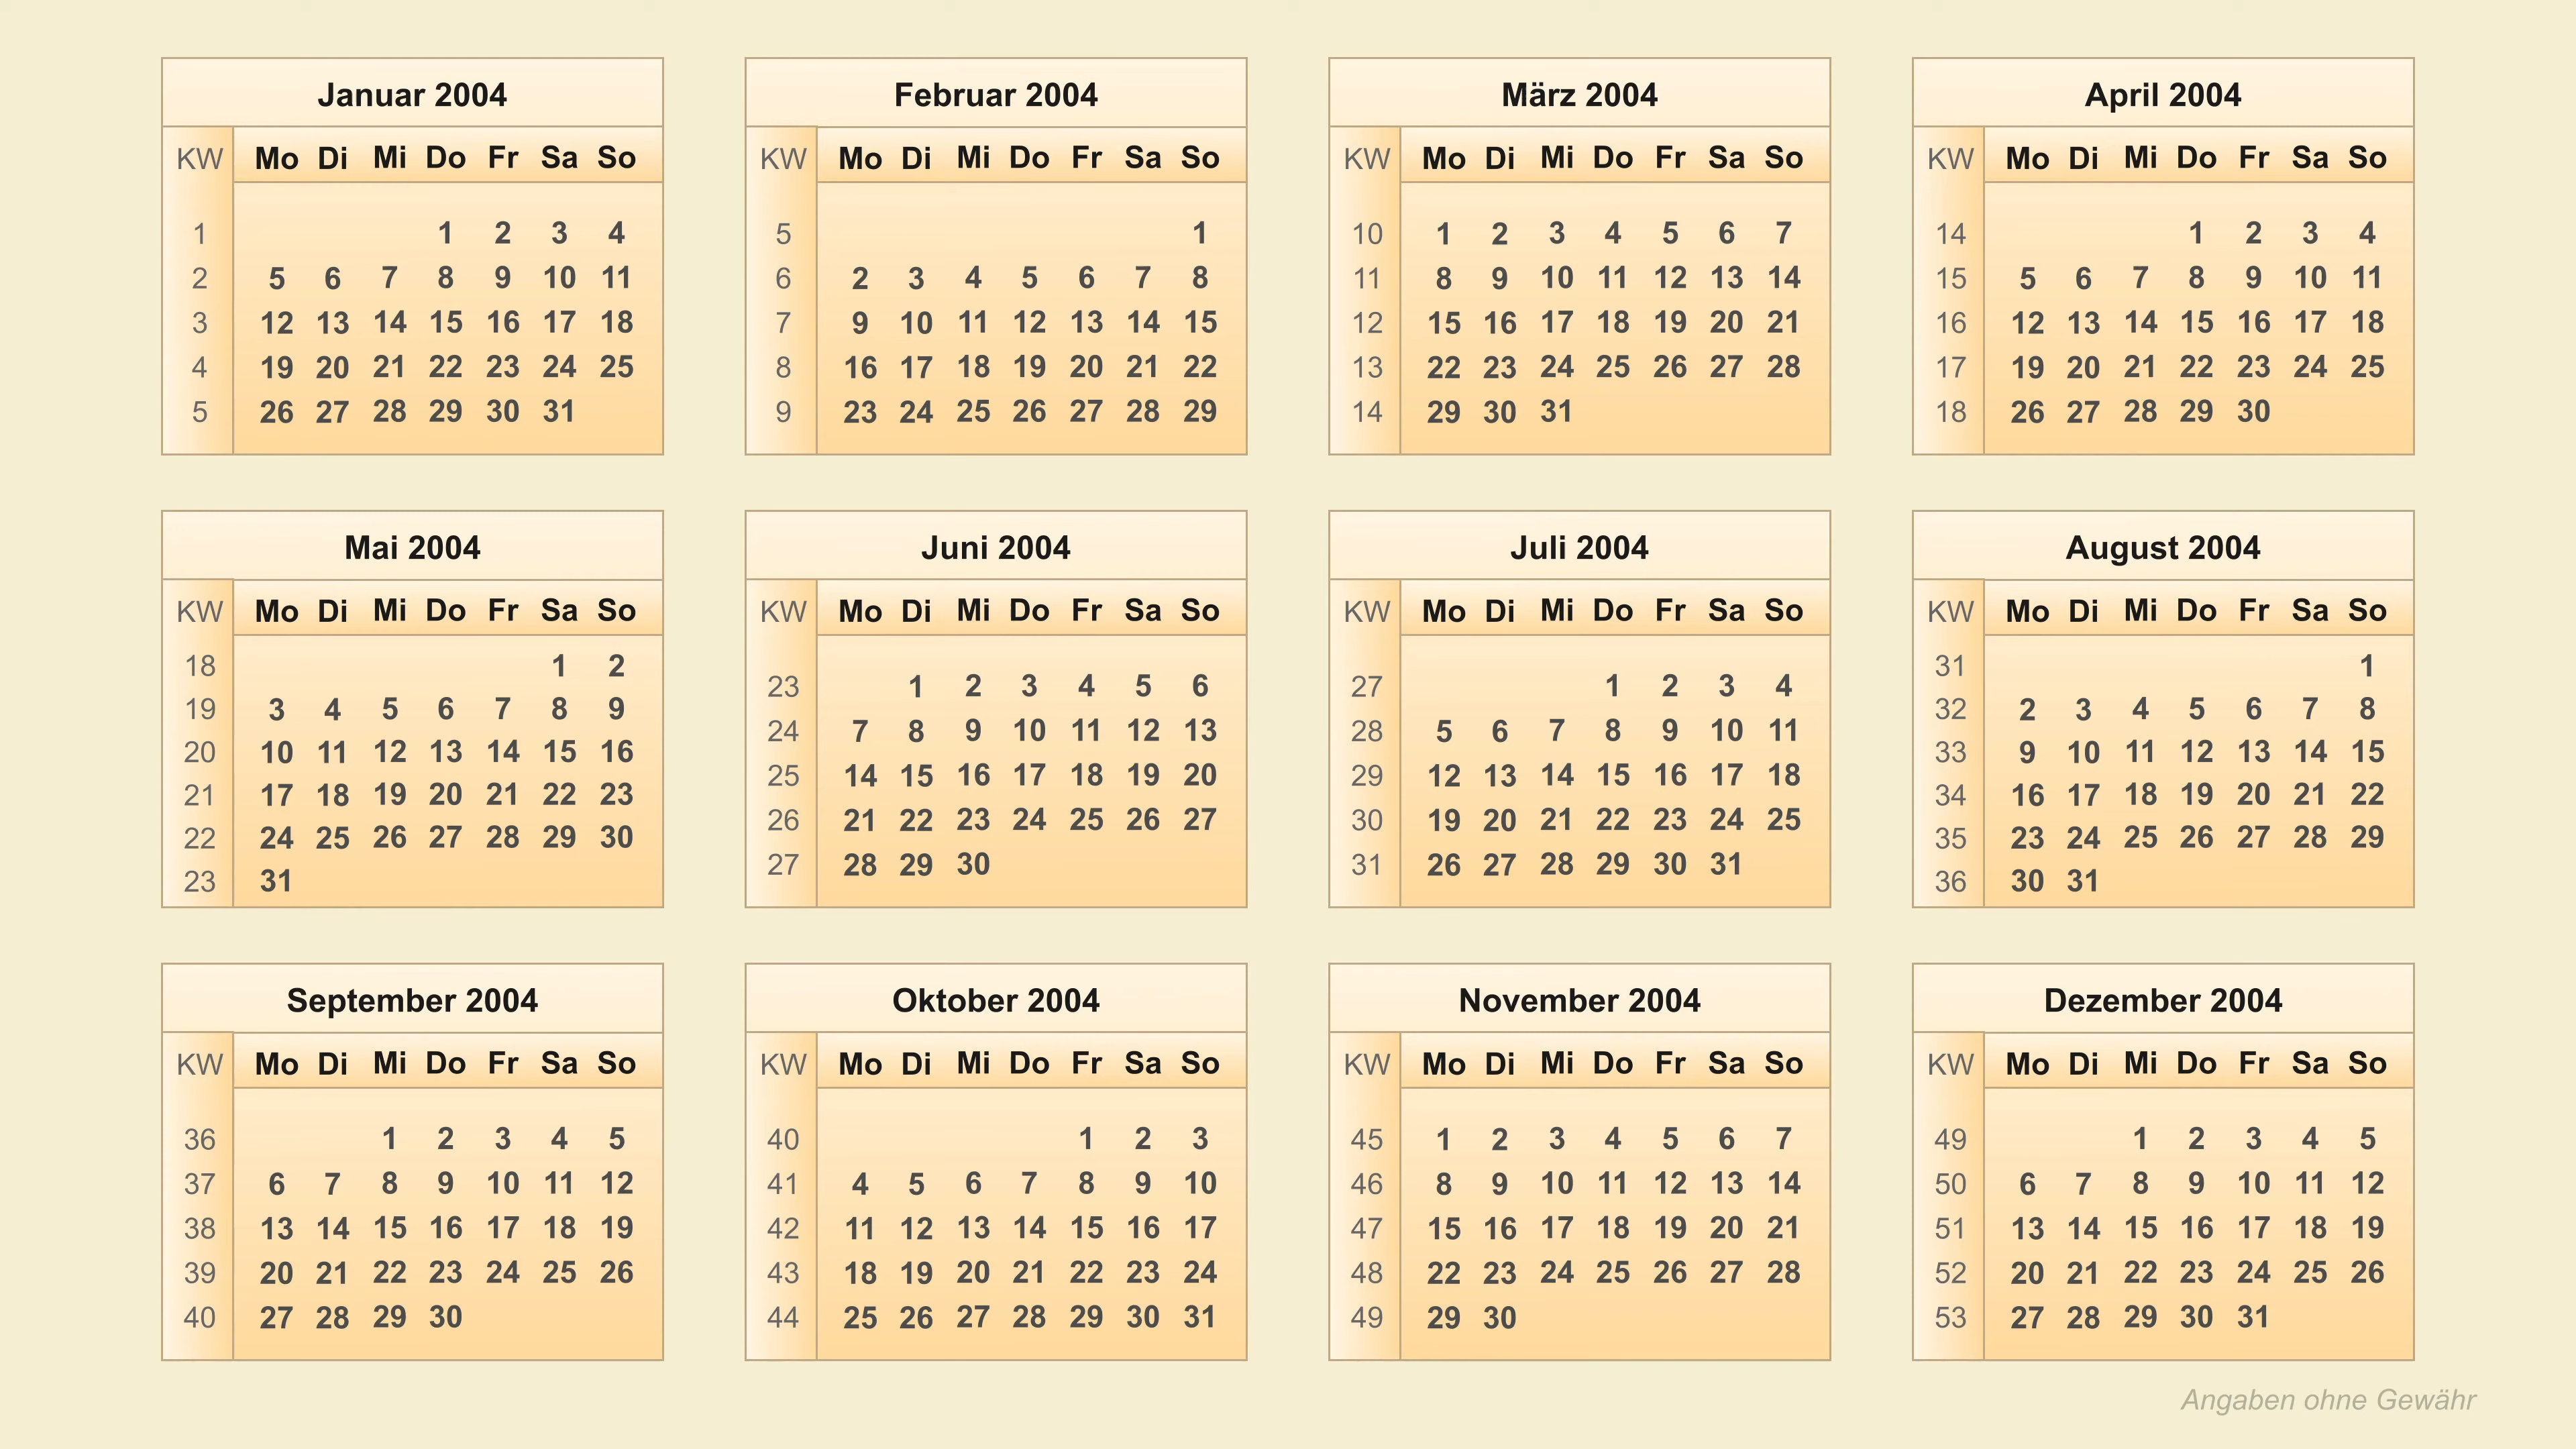 Januar 2004
KW Mo Di Mi Do Fr Sa So
1 1 2 3 4
2 5 6 7 8 9 10 11
3 12 13 14 15 16 17 18
4 19 20 21 22 23 24 25
5 26 27 28 29 30 31
Februar 2004
KW Mo Di Mi Do Fr Sa So
5 1
6 2 3 4 5 6 7 8
7 9 10 11 12 13 14 15
8 16 17 18 19 20 21 22
9 23 24 25 26 27 28 29
März 2004
KW Mo Di Mi Do Fr Sa So
10 1 2 3 4 5 6 7
11 8 9 10 11 12 13 14
12 15 16 17 18 19 20 21
13 22 23 24 25 26 27 28
14 29 30 31
April 2004
KW Mo Di Mi Do Fr Sa So
14 1 2 3 4
15 5 6 7 8 9 10 11
16 12 13 14 15 16 17 18
17 19 20 21 22 23 24 25
18 26 27 28 29 30
Mai 2004
KW Mo Di Mi Do Fr Sa So
18 1 2
19 3 4 5 6 7 8 9
20 10 11 12 13 14 15 16
21 17 18 19 20 21 22 23
22 24 25 26 27 28 29 30
23 31
Juni 2004
KW Mo Di Mi Do Fr Sa So
23 1 2 3 4 5 6
24 7 8 9 10 11 12 13
25 14 15 16 17 18 19 20
26 21 22 23 24 25 26 27
27 28 29 30
Juli 2004
KW Mo Di Mi Do Fr Sa So
27 1 2 3 4
28 5 6 7 8 9 10 11
29 12 13 14 15 16 17 18
30 19 20 21 22 23 24 25
31 26 27 28 29 30 31
August 2004
KW Mo Di Mi Do Fr Sa So
31 1
32 2 3 4 5 6 7 8
33 9 10 11 12 13 14 15
34 16 17 18 19 20 21 22
35 23 24 25 26 27 28 29
36 30 31
September 2004
KW Mo Di Mi Do Fr Sa So
36 1 2 3 4 5
37 6 7 8 9 10 11 12
38 13 14 15 16 17 18 19
39 20 21 22 23 24 25 26
40 27 28 29 30
Oktober 2004
KW Mo Di Mi Do Fr Sa So
40 1 2 3
41 4 5 6 7 8 9 10
42 11 12 13 14 15 16 17
43 18 19 20 21 22 23 24
44 25 26 27 28 29 30 31
November 2004
KW Mo Di Mi Do Fr Sa So
45 1 2 3 4 5 6 7
46 8 9 10 11 12 13 14
47 15 16 17 18 19 20 21
48 22 23 24 25 26 27 28
49 29 30
Dezember 2004
KW Mo Di Mi Do Fr Sa So
49 1 2 3 4 5
50 6 7 8 9 10 11 12
51 13 14 15 16 17 18 19
52 20 21 22 23 24 25 26
53 27 28 29 30 31
Angaben ohne Gewähr